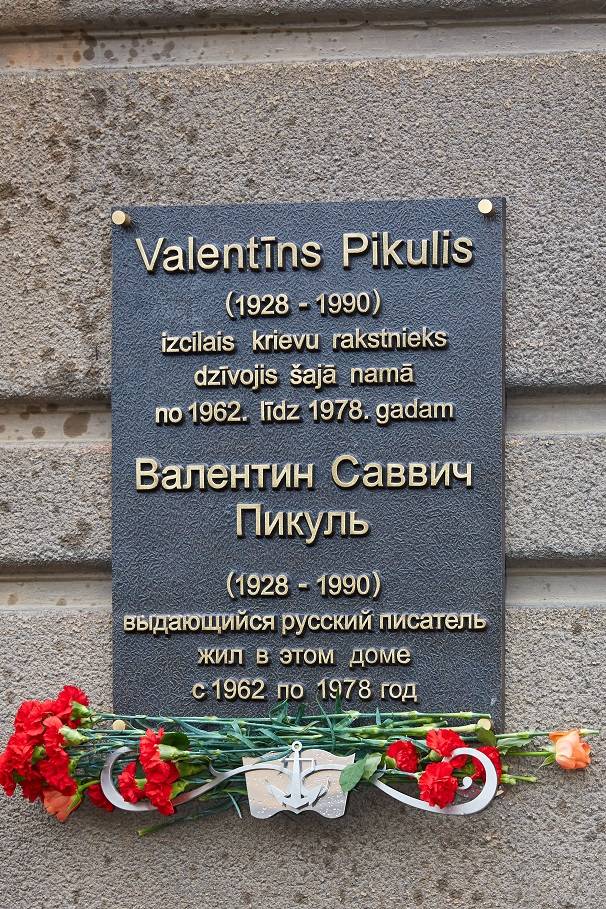 Valentīns Pikulis
(1928 - 1990)
izcilais krievu rakstnieks
dzīvojis šajā namā
no 1962. līdz 1978. gadam
Валентин Саввич
Пикуль
(1928 - 1990)
выдающийся русский писатель
жил в этом доме
с 1962 по 1978 год